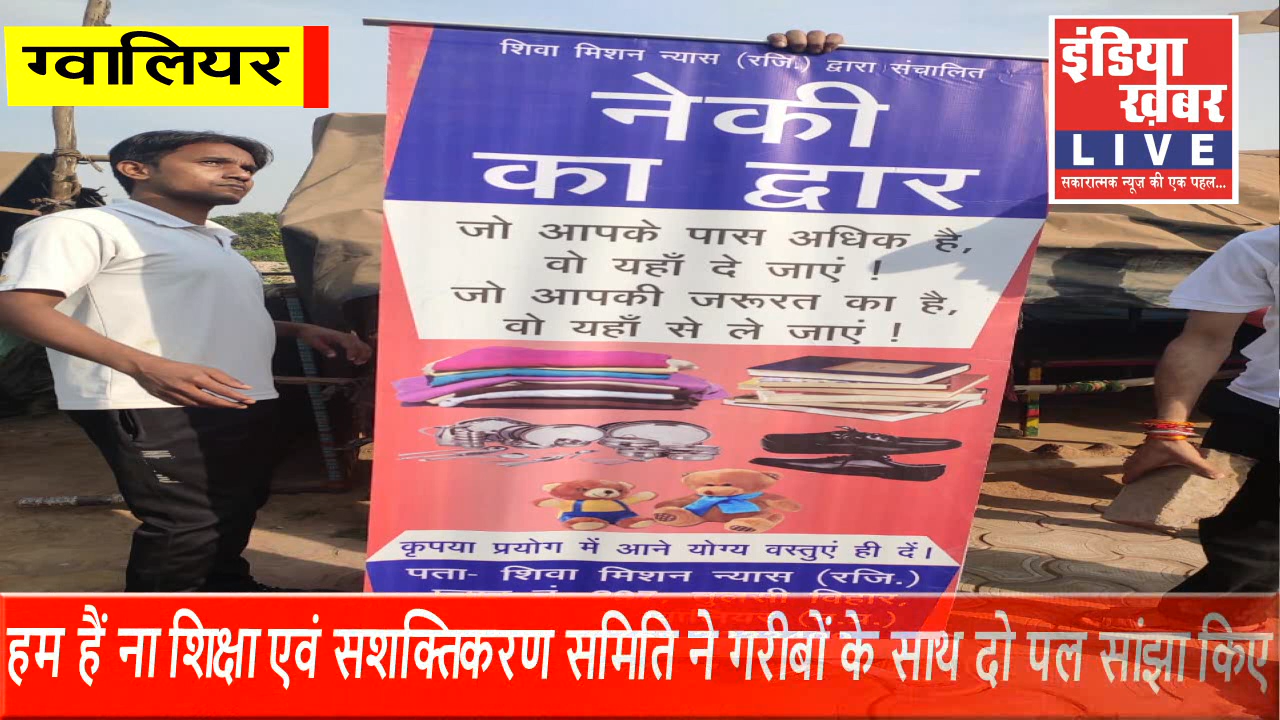 ग्वालियर
इंडिया
ख़बर
LIVE
सकारात्मक न्यूज़ की एक पहल...
शिवा मिशन न्यास (रजि.) द्वारा संचालित
नेकी
का द्वार
जो आपके पास अधिक है,
वो यहाँ दे जाएं !
जो आपकी जरूरत का है,
वो यहाँ से ले जाएं !
कृपया प्रयोग में आने योग्य वस्तुएं ही दें।
पता- शिवा मिशन न्यास (रजि.)
विहार,
हम हैं ना शिक्षा एवं सशक्तिकरण समिति ने गरीबों के साथ दो पल सांझा किए